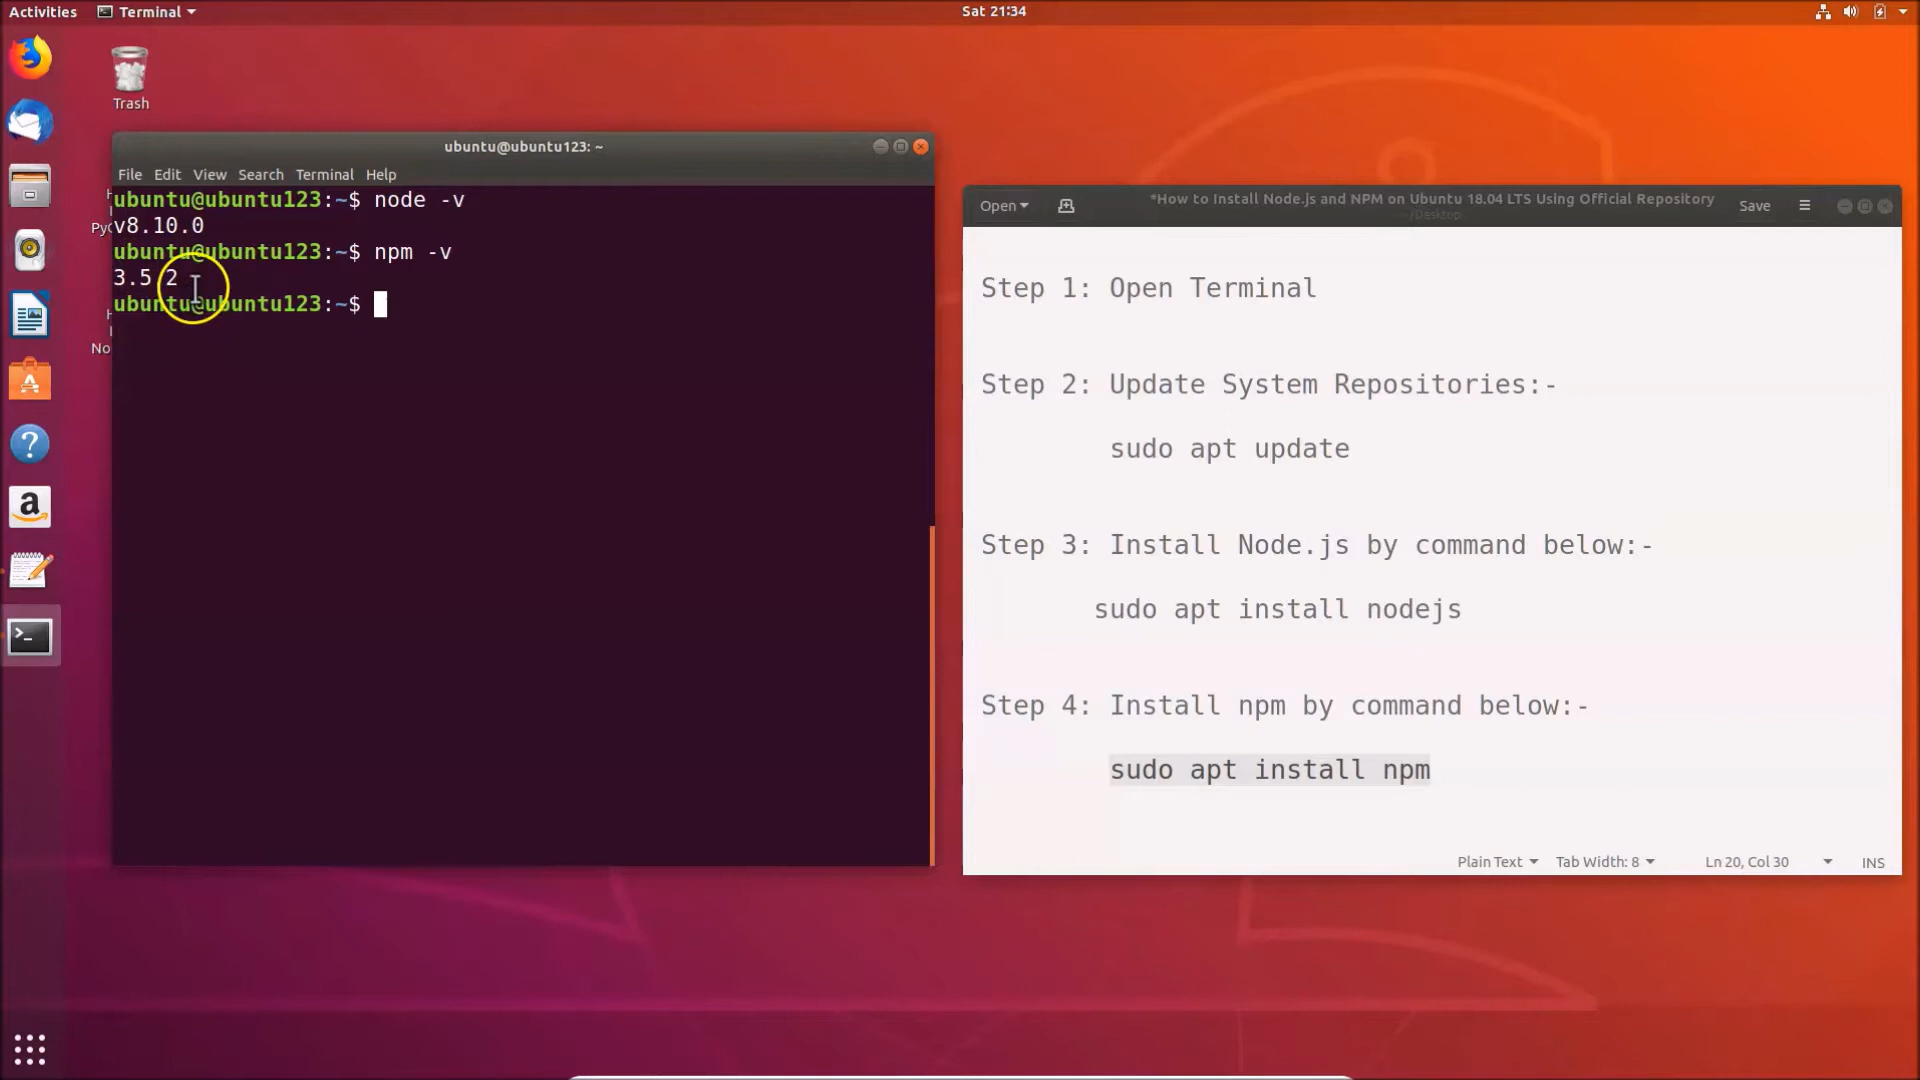 Activities
Terminal
Sat 21:34
Trash
ubuntu@ubuntu123: ~
File Edit View Search Terminal Help
ubuntu@ubuntu123:~$ node -v
v8.10.0
ubuntu@ubuntu123:~$ npm -v
3.5.2
ubuntu@ubuntu123:~$
No
Open
*How to Install Node.js and NPM on Ubuntu 18.04 LTS Using Official Repository
~/Desktop
Save
Step 1: Open Terminal
Step 2: Update System Repositories:-
sudo apt update
Step 3: Install Node.js by command below:-
sudo apt install nodejs
Step 4: Install npm by command below:-
sudo apt install npm
Plain Text
Tab Width: 8
Ln 20, Col 30
INS